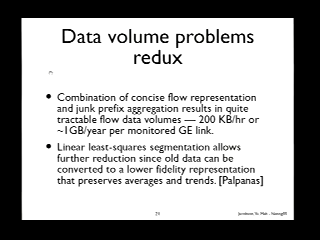 Data volume problems
redux
• Combination of concise flow representation
and junk prefix aggregation results in quite
tractable flow data volumes — 200 KB/hr or
~1GB/year per monitored GE link.
• Linear least-squares segmentation allows
further reduction since old data can be
converted to a lower fidelity representation
that preserves averages and trends. [Palpanas]